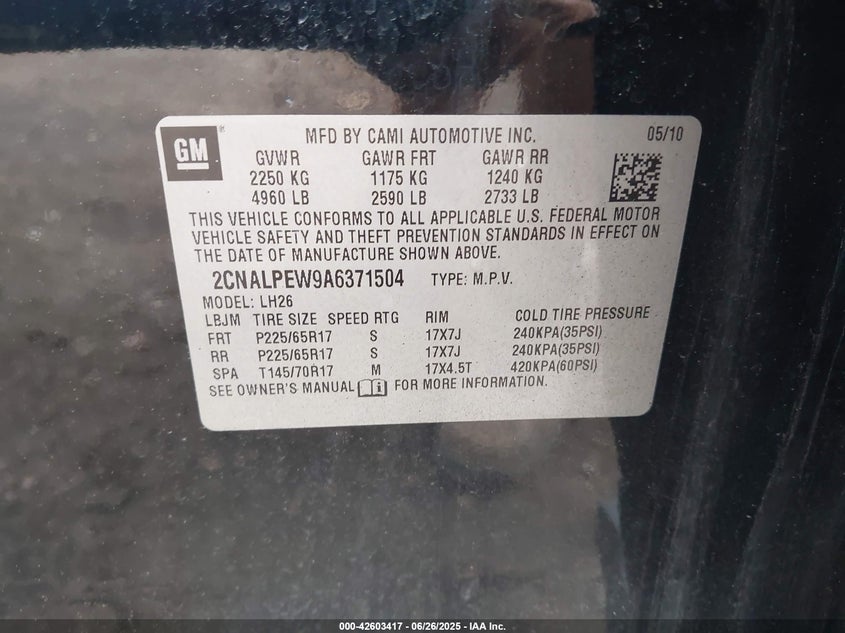 GM
MFD BY CAMI AUTOMOTIVE INC. 05/10
GVWR GAWR FRT GAWR RR
2250 KG 1175 KG 1240 KG
4960 LB 2590 LB 2733 LB
THIS VEHICLE CONFORMS TO ALL APPLICABLE U.S. FEDERAL MOTOR
VEHICLE SAFETY AND THEFT PREVENTION STANDARDS IN EFFECT ON
THE DATE OF MANUFACTURE SHOWN ABOVE.
2CNALPEW9A6371504 TYPE: M.P.V.
MODEL: LH26
LBJM TIRE SIZE SPEED RTG RIM COLD TIRE PRESSURE
FRT P225/65R17 S 17X7J 240KPA(35PSI)
RR P225/65R17 S 17X7J 240KPA(35PSI)
SPA T145/70R17 M 17X4.5T 420KPA(60PSI)
SEE OWNER'S MANUAL FOR MORE INFORMATION.
000-42603417 - 06/26/2025 - IAA Inc.